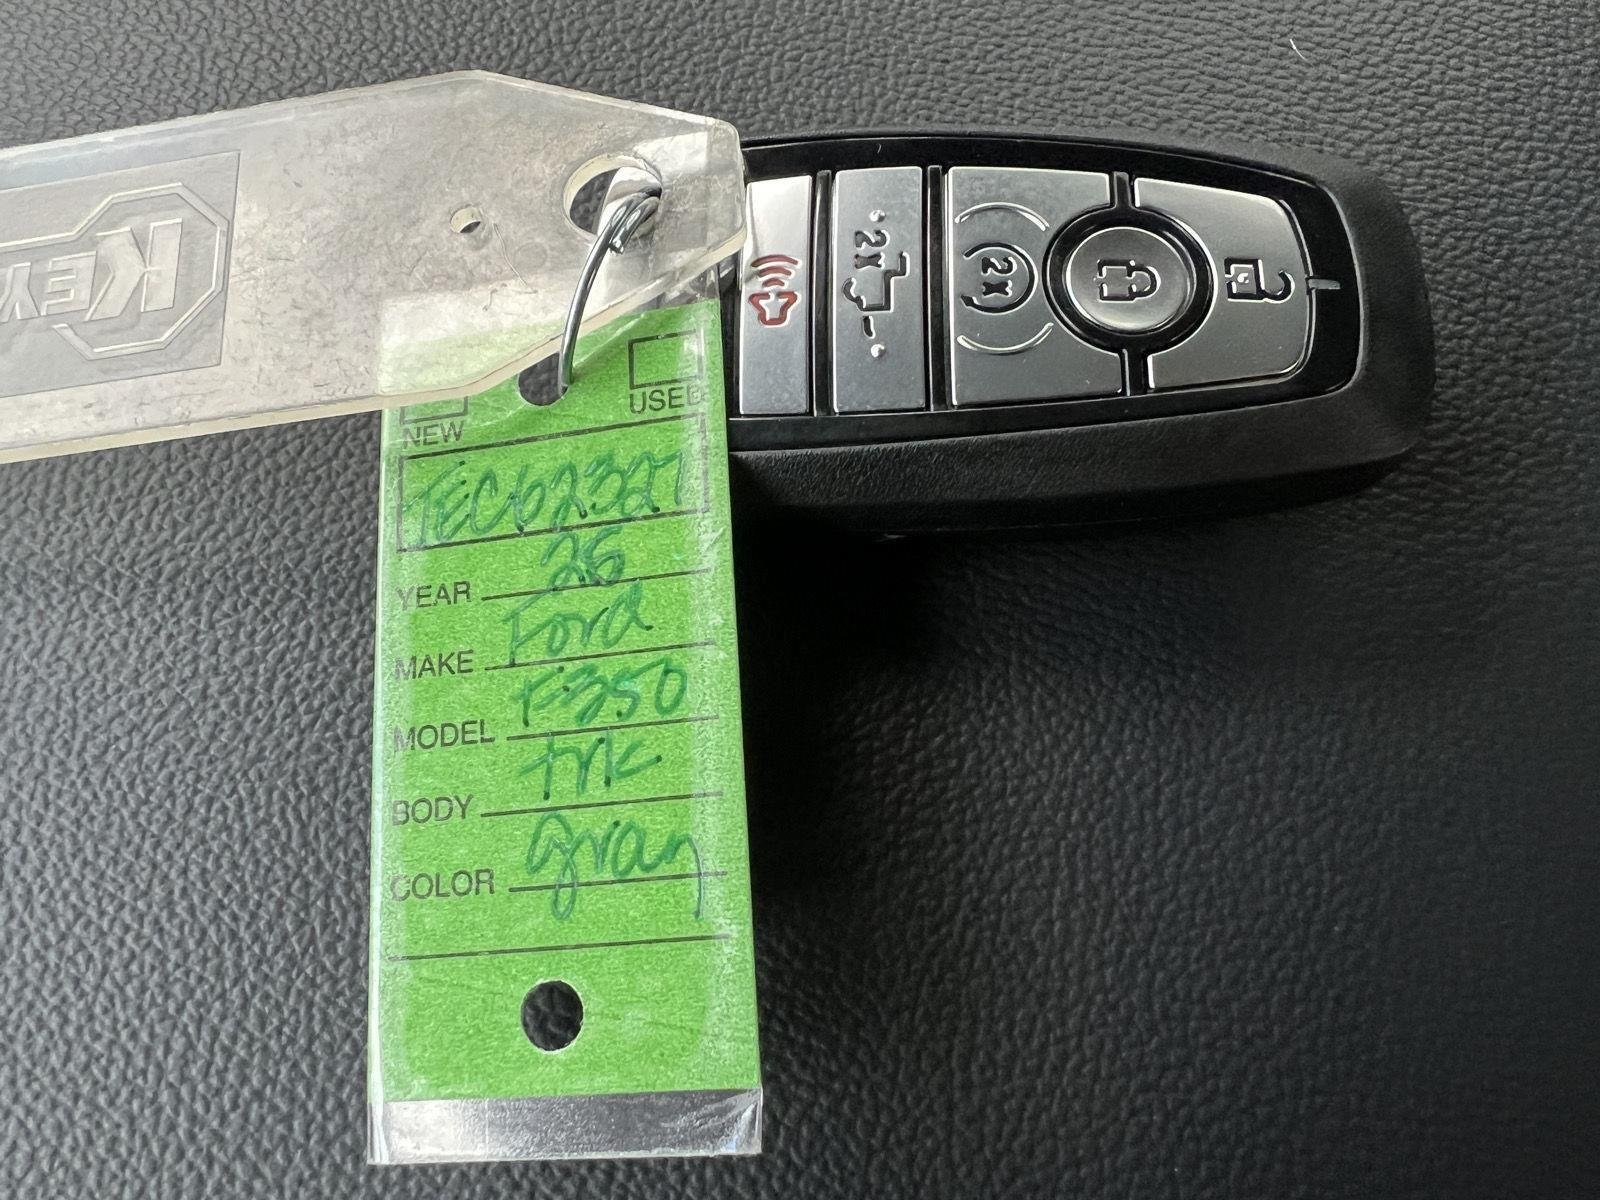 KEY
2x
2x
NEW
USED
TEC62327
YEAR 26
MAKE Ford
MODEL F350
BODY trk
COLOR gray